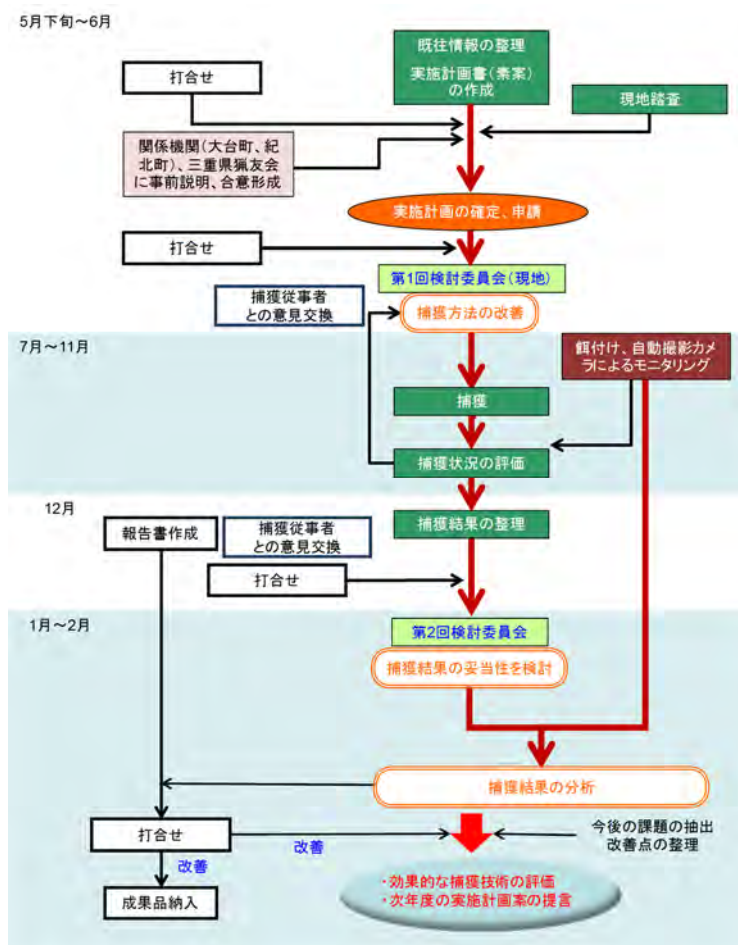 5月下旬～6月
既往情報の整理
実施計画書(素案)
の作成
打合せ
現地踏査
関係機関(大台町、紀
北町)、三重県猟友会
に事前説明、合意形成
実施計画の確定、申請
打合せ
第1回検討委員会(現地)
捕獲従事者
との意見交換
捕獲方法の改善
7月～11月
餌付け、自動撮影カメ
ラによるモニタリング
捕獲
捕獲状況の評価
12月
報告書作成
捕獲従事者
との意見交換
捕獲結果の整理
打合せ
1月～2月
第2回検討委員会
捕獲結果の妥当性を検討
捕獲結果の分析
打合せ
改善
改善
今後の課題の抽出
改善点の整理
成果品納入
・効果的な捕獲技術の評価
・次年度の実施計画案の提言